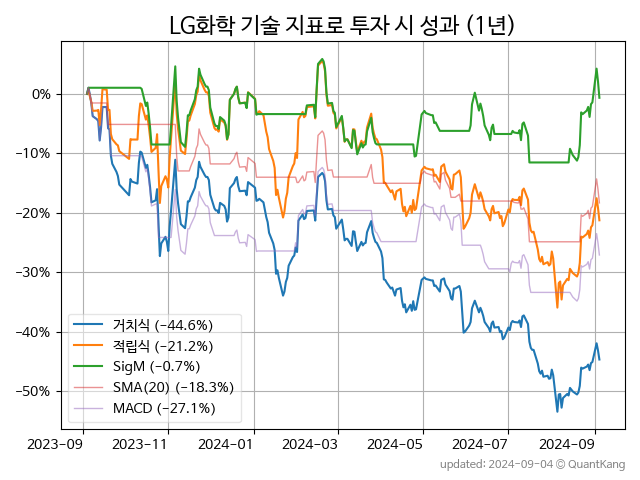 LG화학 기술 지표로 투자 시 성과 (1년)
0%
−10%
−20%
−30%
−40%
−50%
거치식 (−44.6%)
적립식 (−21.2%)
SigM (−0.7%)
SMA(20) (−18.3%)
MACD (−27.1%)
2023-09 2023-11 2024-01 2024-03 2024-05 2024-07 2024-09
updated: 2024-09-04 © QuantKang